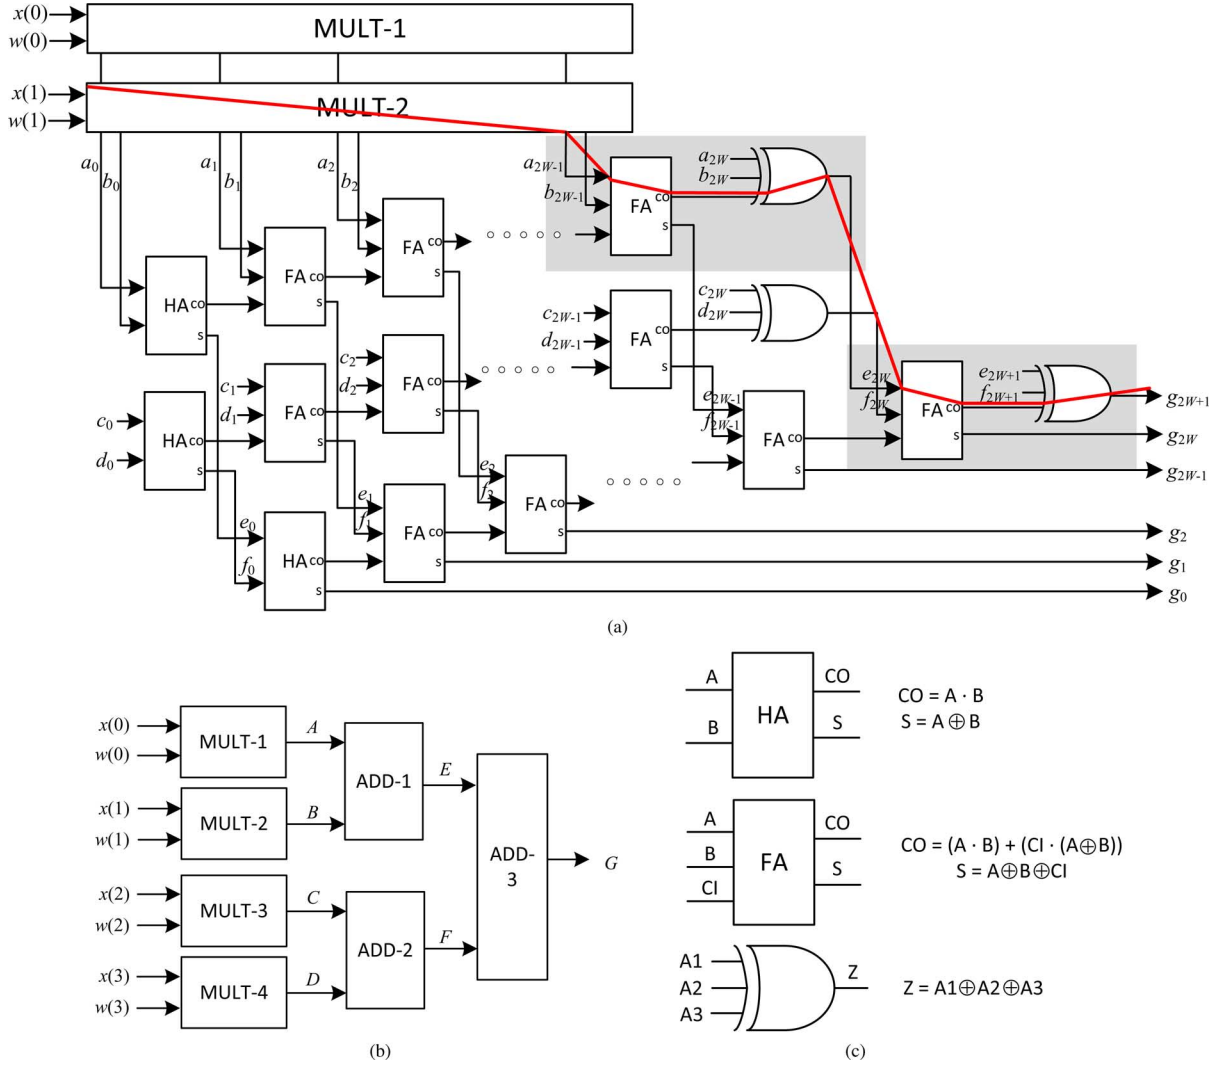 x(0)
w(0)
MULT-1
x(1)
w(1)
MULT-2
a0
b0
a1
b1
a2
b2
a2W-1
b2W-1
a2W
b2W
FA
CO
S
FA
CO
S
FA
CO
S
HA
CO
S
c2W-1
d2W-1
FA
CO
S
c2W
d2W
c2
d2
FA
CO
S
c1
d1
FA
CO
S
c0
d0
HA
CO
S
e2W
f2W
FA
CO
S
e2W+1
f2W+1
g2W+1
g2W
g2W-1
e2W-1
f2W-1
FA
CO
S
e2
f2
FA
CO
S
g2
e1
f1
FA
CO
S
g1
e0
f0
HA
CO
S
g0
(a)
x(0)
w(0)
MULT-1
A
x(1)
w(1)
MULT-2
B
ADD-1
E
x(2)
w(2)
MULT-3
C
x(3)
w(3)
MULT-4
D
ADD-2
F
ADD-
3
G
(b)
A
B
HA
CO
S
CO = A · B
S = A ⊕ B
A
B
CI
FA
CO
S
CO = (A · B) + (CI · (A⊕B))
S = A⊕B⊕CI
A1
A2
A3
Z
Z = A1⊕A2⊕A3
(c)